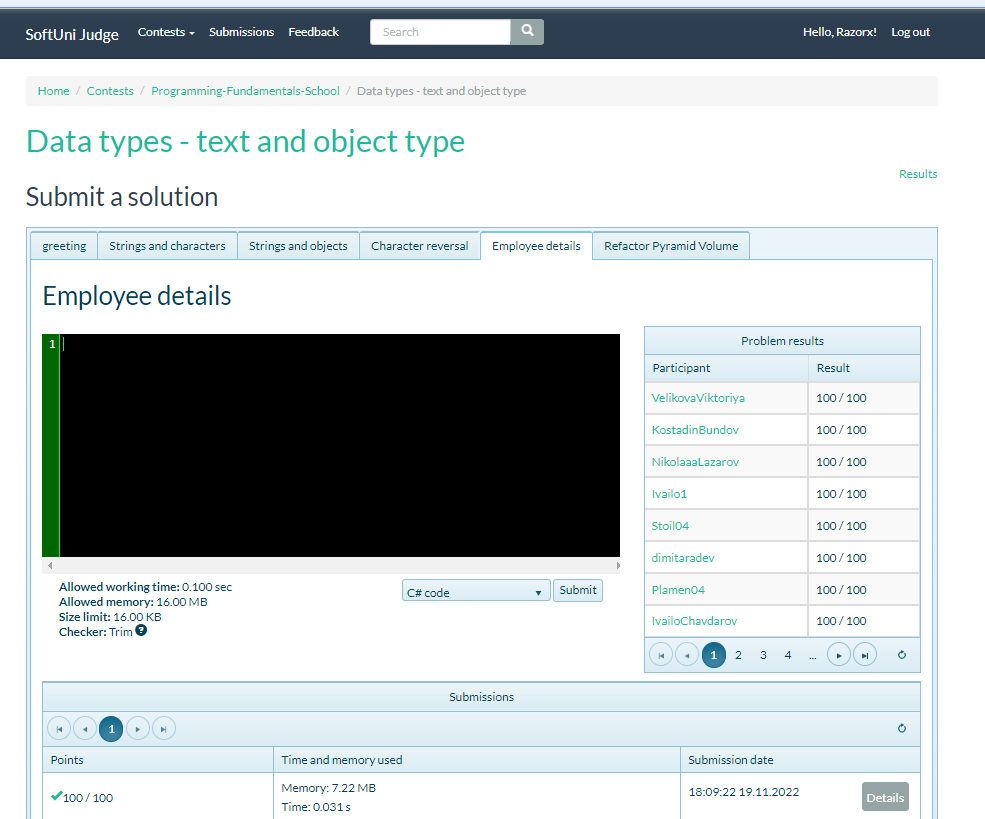 SoftUni Judge Contests Submissions Feedback Search Hello, Razorx! Log out
Home / Contests / Programming-Fundamentals-School / Data types - text and object type
Data types - text and object type
Results
Submit a solution
greeting Strings and characters Strings and objects Character reversal Employee details Refactor Pyramid Volume
Employee details
1
Allowed working time: 0.100 sec
Allowed memory: 16.00 MB
Size limit: 16.00 KB
Checker: Trim ?
C# code Submit
Problem results
Participant Result
VelikovaViktoriya 100 / 100
KostadinBundov 100 / 100
NikolaaaLazarov 100 / 100
Ivailo1 100 / 100
Stoil04 100 / 100
dimitaradev 100 / 100
Plamen04 100 / 100
IvailoChavdarov 100 / 100
1 2 3 4 ...
Submissions
1
Points Time and memory used Submission date
100 / 100 Memory: 7.22 MB 18:09:22 19.11.2022 Details
Time: 0.031 s